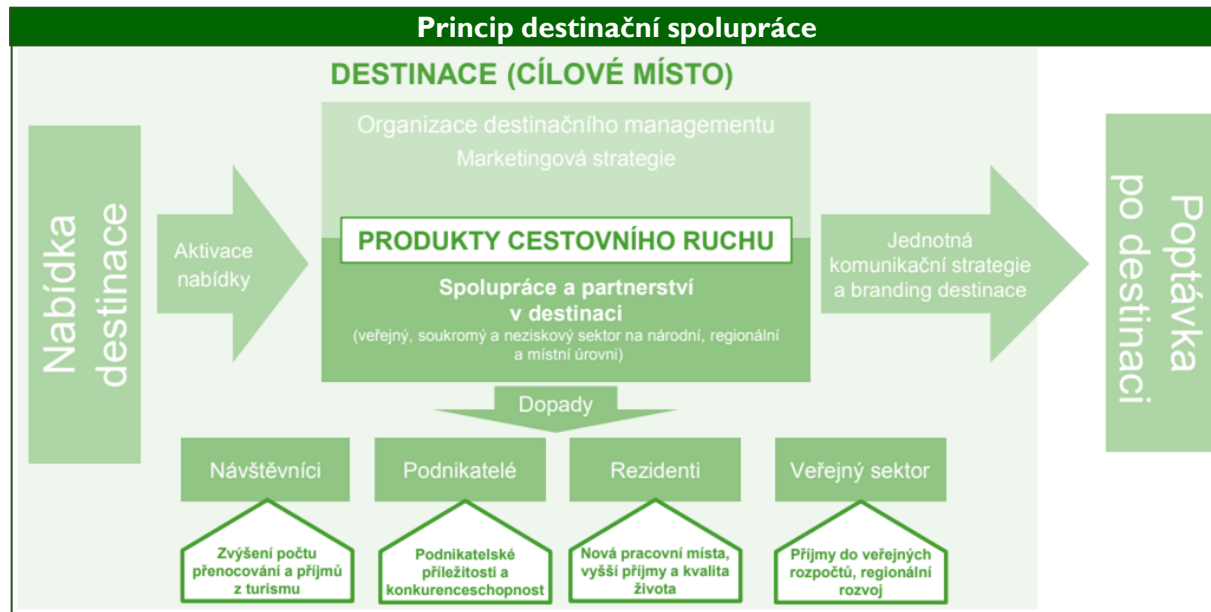 Princip destinační spolupráce
DESTINACE (CÍLOVÉ MÍSTO)
Nabídka
destinace
Aktivace
nabídky
Organizace destinačního managementu
Marketingová strategie
PRODUKTY CESTOVNÍHO RUCHU
Spolupráce a partnerství
v destinaci
(veřejný, soukromý a neziskový sektor na národní, regionální
a místní úrovni)
Jednotná
komunikační strategie
a branding destinace
Poptávka
po destinaci
Dopady
Návštěvníci
Podnikatelé
Rezidenti
Veřejný sektor
Zvýšení počtu
přenocování a příjmů
z turismu
Podnikatelské
příležitosti a
konkurenceschopnost
Nová pracovní místa,
vyšší příjmy a kvalita
života
Příjmy do veřejných
rozpočtů, regionální
rozvoj